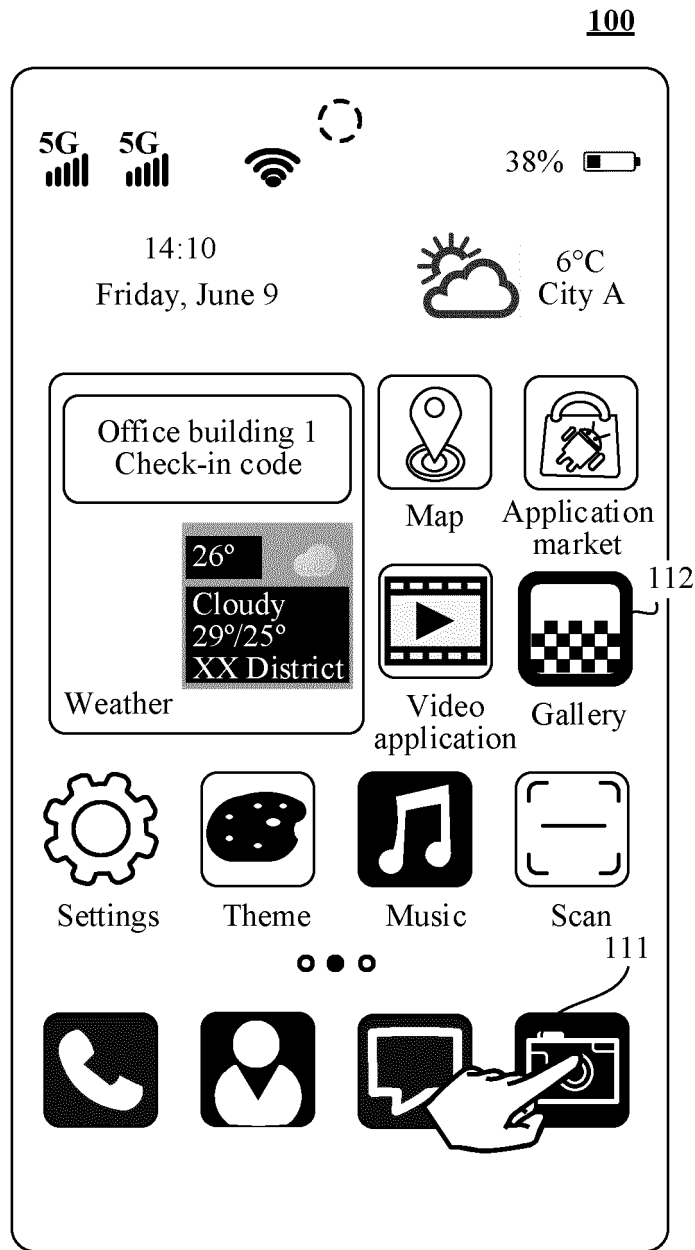 100
5G 5G
38%
14:10
Friday, June 9
6°C
City A
Office building 1
Check-in code
26°
Cloudy
29°/25°
XX District
Weather
Map
Application
market
112
Video
application
Gallery
Settings Theme Music Scan
111